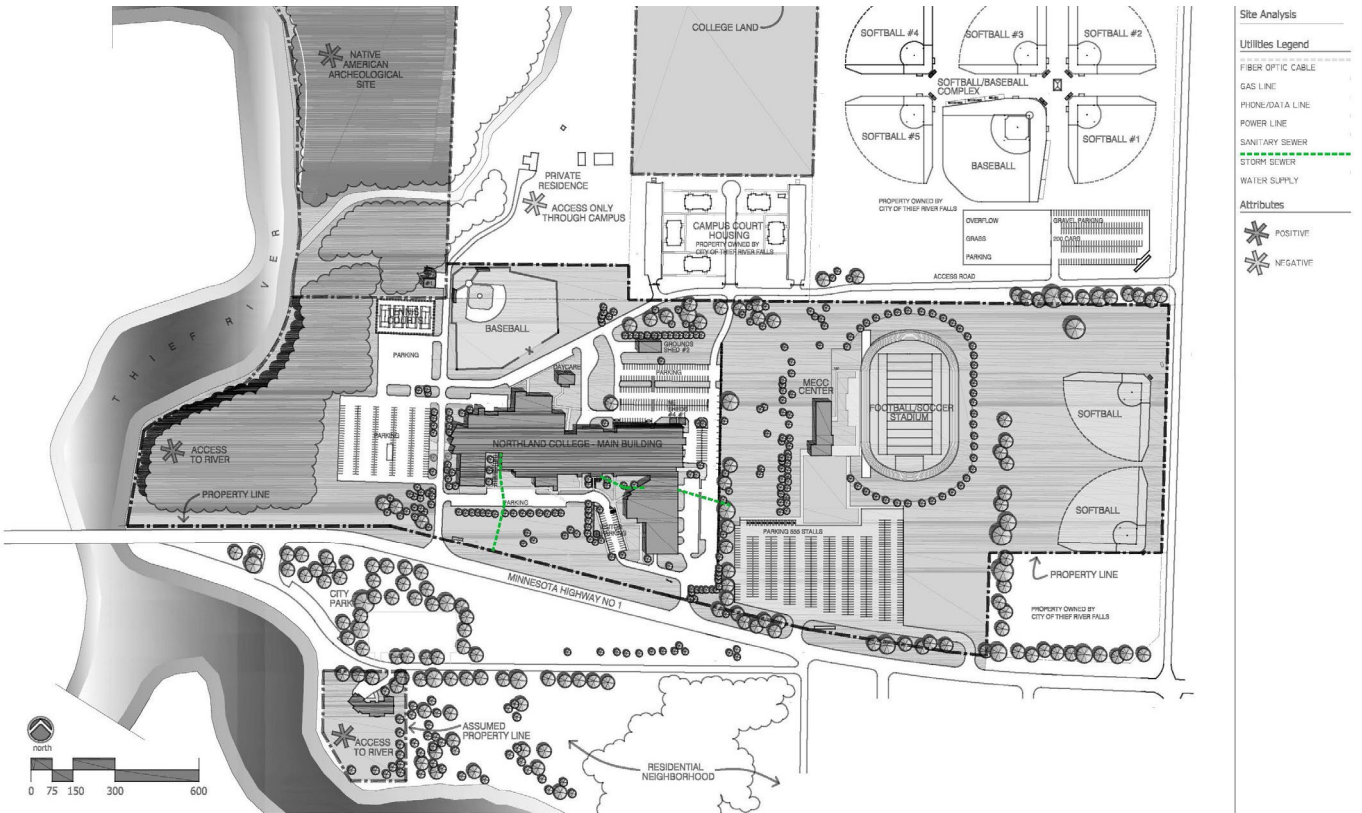 COLLEGE LAND
SOFTBALL #4
SOFTBALL #3
SOFTBALL #2
NATIVE
AMERICAN
ARCHEOLOGICAL
SITE
SOFTBALL/BASEBALL
COMPLEX
SOFTBALL #5
BASEBALL
SOFTBALL #1
PRIVATE
RESIDENCE
ACCESS ONLY
THROUGH CAMPUS
PROPERTY OWNED BY
CITY OF THIEF RIVER FALLS
CAMPUS COURT
HOUSING
PROPERTY OWNED BY
CITY OF THIEF RIVER FALLS
OVERFLOW
GRASS
PARKING
GRAVEL PARKING
200 CARS
ACCESS ROAD
THIEF RIVER
TENNIS
COURTS
BASEBALL
PARKING
GROUNDS
SHED #2
DAYCARE
PARKING
MECC
CENTER
FOOTBALL/SOCCER
STADIUM
SOFTBALL
PARKING
NORTHLAND COLLEGE - MAIN BUILDING
ACCESS
TO RIVER
PROPERTY LINE
PARKING
VISITOR
PARKING
PARKING 555 STALLS
SOFTBALL
PROPERTY LINE
MINNESOTA HIGHWAY NO 1
CITY
PARK
PROPERTY OWNED BY
CITY OF THIEF RIVER FALLS
ASSUMED
PROPERTY LINE
ACCESS
TO RIVER
RESIDENTIAL
NEIGHBORHOOD
north
0 75 150 300 600
Site Analysis
Utilities Legend
FIBER OPTIC CABLE
GAS LINE
PHONE/DATA LINE
POWER LINE
SANITARY SEWER
STORM SEWER
WATER SUPPLY
Attributes
POSITIVE
NEGATIVE